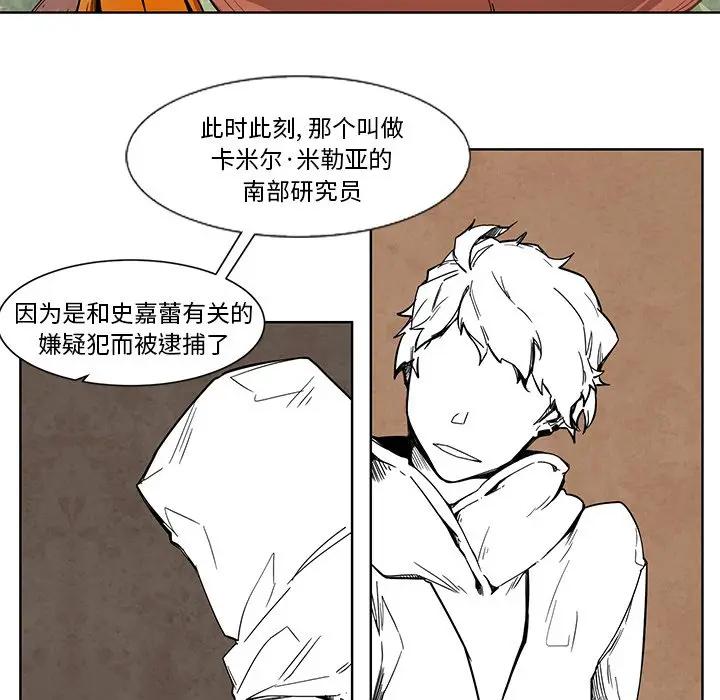 此时此刻, 那个叫做
卡米尔·米勒亚的
南部研究员
因为是和史嘉蕾有关的
嫌疑犯而被逮捕了